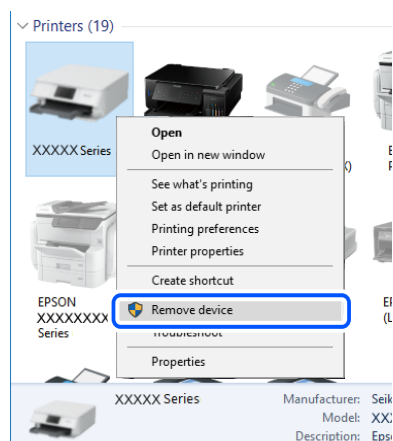 Printers (19)
XXXXX Series
Open
Open in new window
See what's printing
Set as default printer
Printing preferences
Printer properties
Create shortcut
Remove device
Troubleshoot
Properties
EPSON
XXXXXXXX
Series
XXXXX Series
Manufacturer:
Model:
Description: